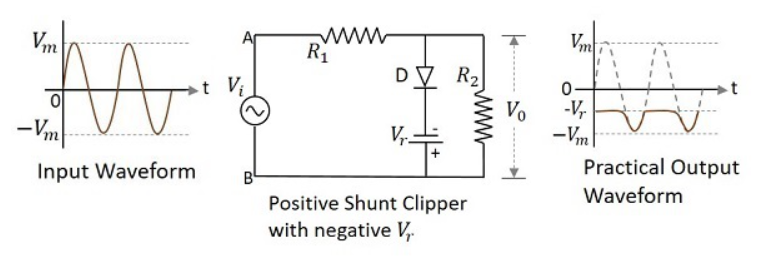 Vm
0
t
−Vm
Input Waveform
A
R1
Vi
D
R2
Vr
-
+
V0
B
Positive Shunt Clipper
with negative Vr
Vm
0
t
-Vr
−Vm
Practical Output
Waveform